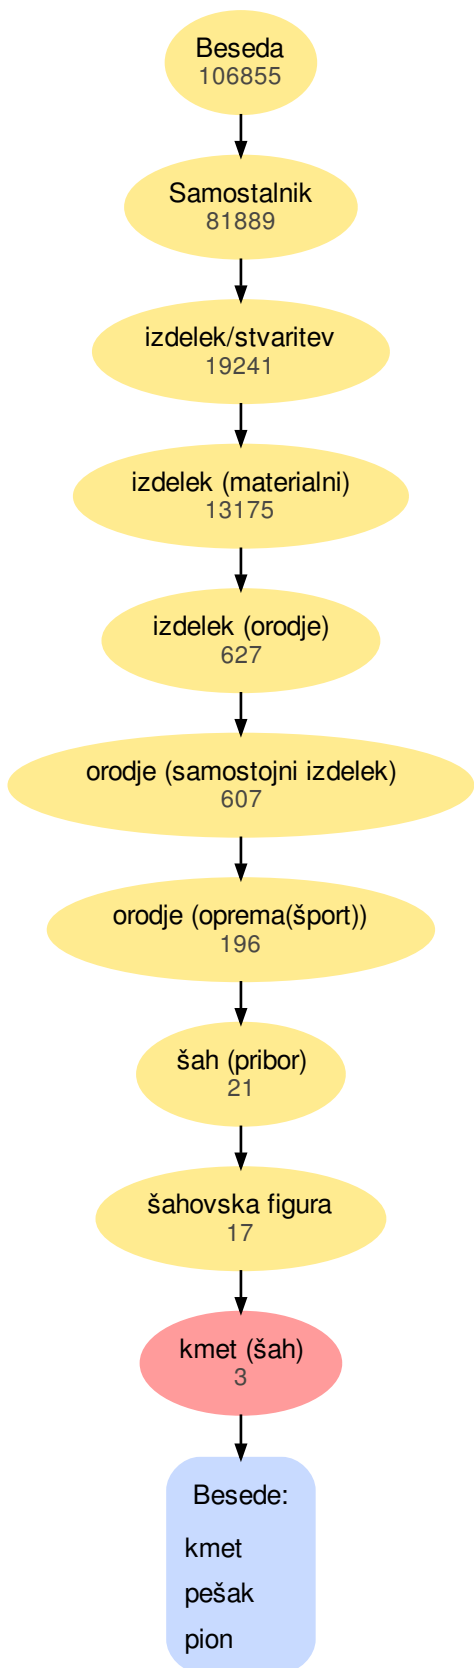 Beseda
106855
Samostalnik
81889
izdelek/stvaritev
19241
izdelek (materialni)
13175
izdelek (orodje)
627
orodje (samostojni izdelek)
607
orodje (oprema(šport))
196
šah (pribor)
21
šahovska figura
17
kmet (šah)
3
Besede:
kmet
pešak
pion